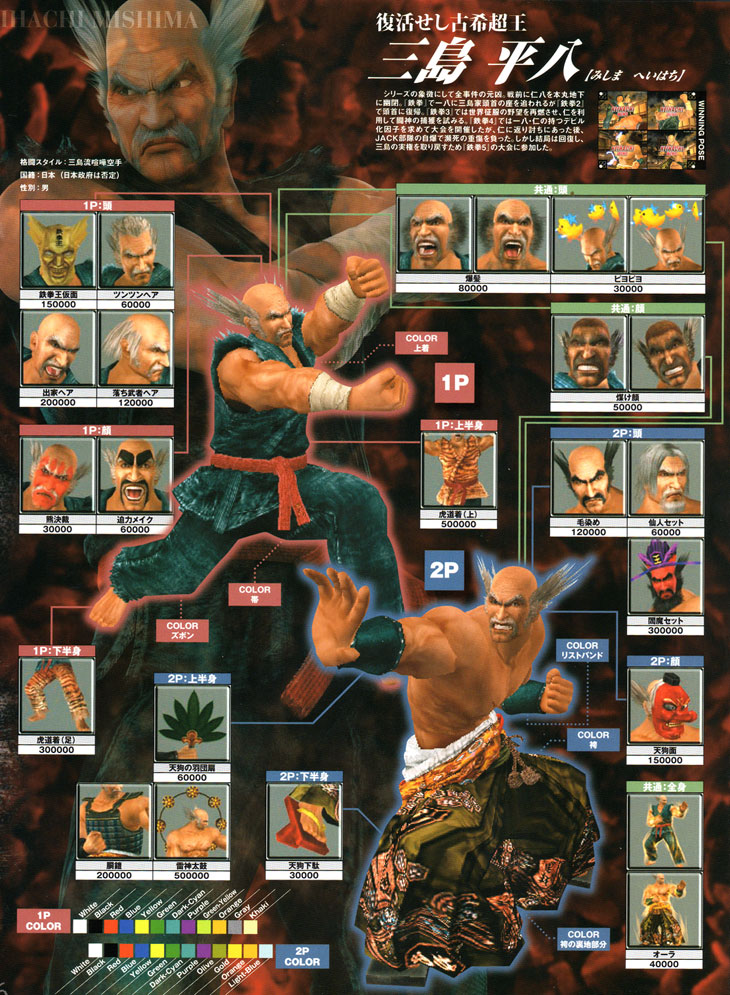 IHACHI MISHIMA
復活せし古希超王
三島 平八 [みしま へいはち]
シリーズの象徴にして全事件の元凶。戦前に仁八を本丸地下
に幽閉。『鉄拳』で一八に三島家頭首の座を追われるが『鉄拳2』
で頭首に復帰。『鉄拳3』では世界征服の野望を再燃させ、仁を利
用して闘神の捕獲を試みる。『鉄拳4』では一八・仁の持つデビル
化因子を求めて大会を開催したが、仁に返り討ちにあった後、
JACK部隊の自爆で瀕死の重傷を負った。しかし結局は回復し、
三島の実権を取り戻すため『鉄拳5』の大会に参加した。
WINNING POSE
格闘スタイル：三島流喧嘩空手
国籍：日本（日本政府は否定）
性別：男
1P：頭
鉄拳王仮面
150000
ツンツンヘア
60000
出家ヘア
200000
落ち武者ヘア
120000
1P：顔
熊決裁
30000
迫力メイク
60000
共通：頭
爆髪
80000
ピヨピヨ
30000
共通：顔
煤け顔
50000
COLOR
上着
1P
1P：上半身
虎道着（上）
500000
2P：頭
毛染め
120000
仙人セット
60000
閻魔セット
300000
2P
COLOR
帯
COLOR
ズボン
1P：下半身
虎道着（足）
300000
COLOR
リストバンド
COLOR
袴
2P：顔
天狗面
150000
2P：上半身
天狗の羽団扇
60000
胴鎧
200000
雷神太鼓
500000
2P：下半身
天狗下駄
30000
共通：全身
オーラ
40000
COLOR
袴の裏地部分
1P
COLOR
White
Black
Red
Blue
Yellow
Green
Dark-Cyan
Purple
Green-Yellow
Orange
Gray
Khaki
2P
COLOR
White
Black
Red
Blue
Yellow
Green
Dark-Cyan
Purple
Olive
Gold
Orange
Light-Blue